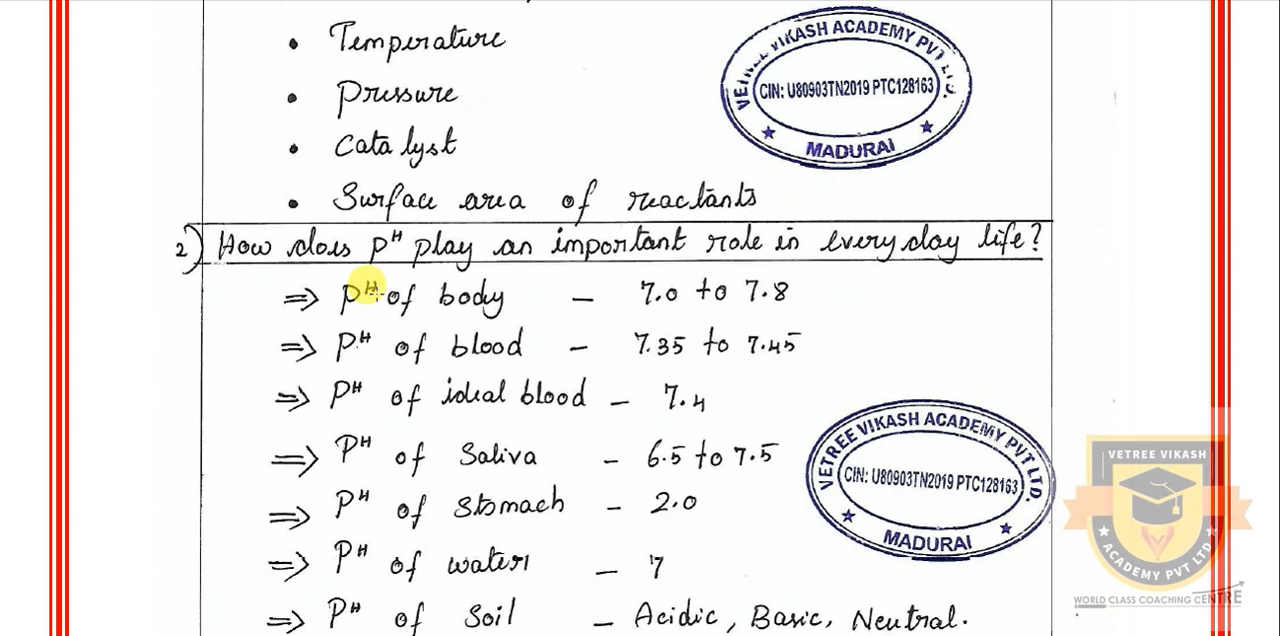 • Temperature
• Pressure
• Catalyst
• Surface area of reactants
VETREE VIKASH ACADEMY PVT LTD.
CIN: U80903TN2019 PTC128163
MADURAI
2) How does pH play an important role in everyday life?
⇒ pH of body – 7.0 to 7.8
⇒ pH of blood – 7.35 to 7.45
⇒ pH of ideal blood – 7.4
⇒ pH of Saliva – 6.5 to 7.5
⇒ pH of Stomach – 2.0
⇒ pH of water – 7
⇒ pH of Soil – Acidic, Basic, Neutral.
VETREE VIKASH ACADEMY PVT LTD.
CIN: U80903TN2019 PTC128163
MADURAI
VETREE VIKASH
ACADEMY PVT LTD
WORLD CLASS COACHING CENTRE